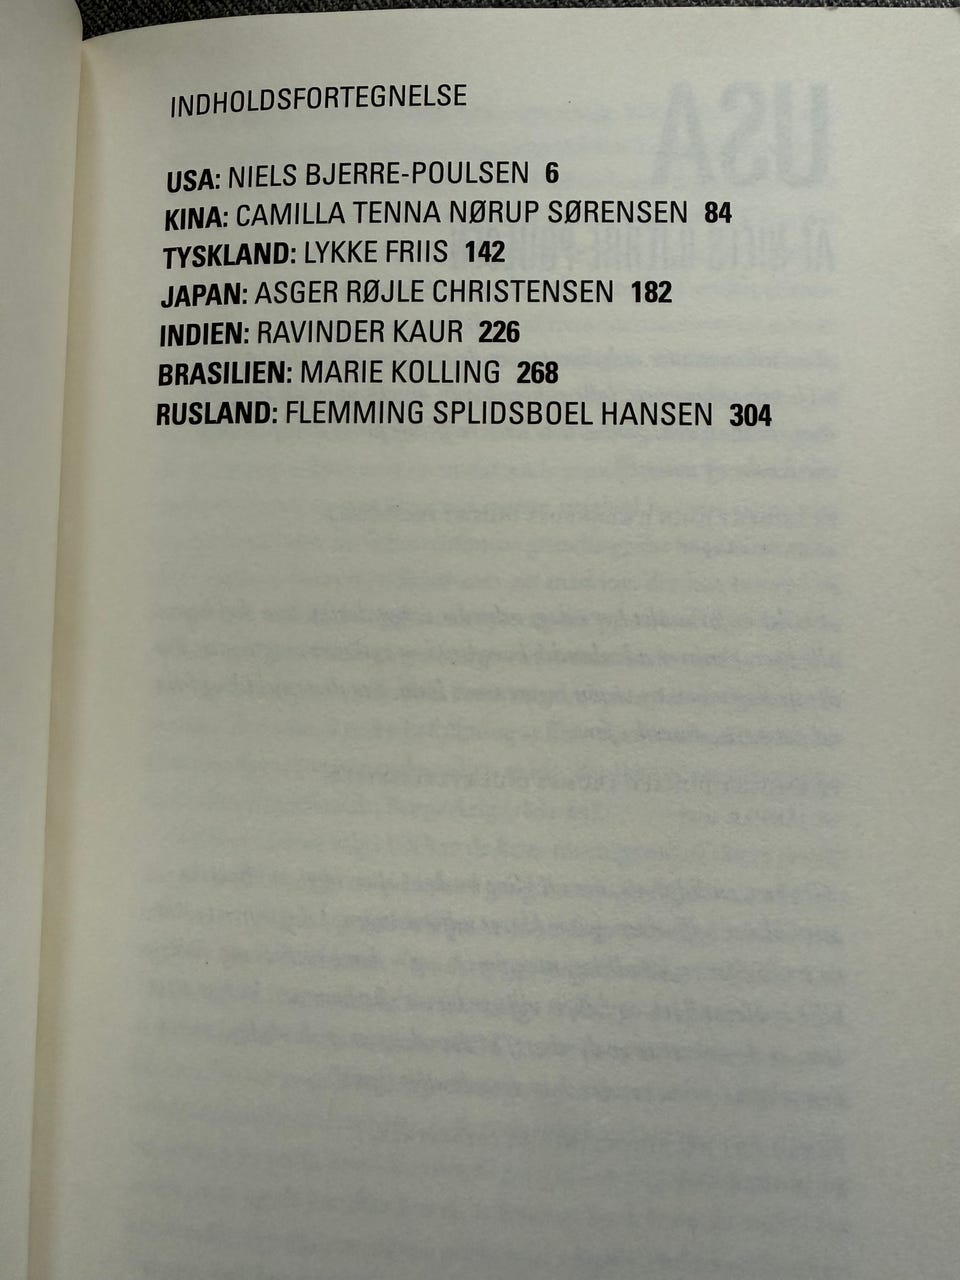 INDHOLDSFORTEGNELSE
USA: NIELS BJERRE-POULSEN 6
KINA: CAMILLA TENNA NØRUP SØRENSEN 84
TYSKLAND: LYKKE FRIIS 142
JAPAN: ASGER RØJLE CHRISTENSEN 182
INDIEN: RAVINDER KAUR 226
BRASILIEN: MARIE KOLLING 268
RUSLAND: FLEMMING SPLIDSBOEL HANSEN 304